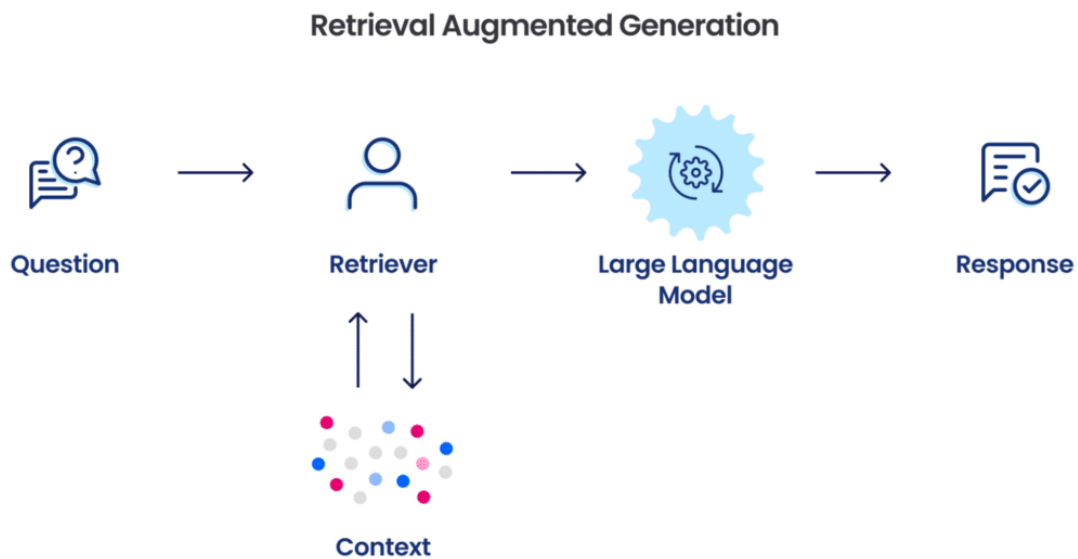 Retrieval Augmented Generation
?
Question
Retriever
Large Language
Model
Response
Context